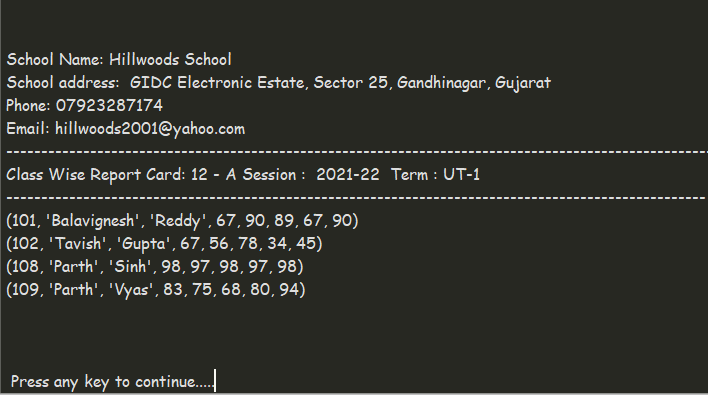 School Name: Hillwoods School
School address:  GIDC Electronic Estate, Sector 25, Gandhinagar, Gujarat
Phone: 07923287174
Email: hillwoods2001@yahoo.com
----------------------------------------------------------------------------------------------------
Class Wise Report Card: 12 - A Session :  2021-22  Term : UT-1
----------------------------------------------------------------------------------------------------
(101, 'Balavignesh', 'Reddy', 67, 90, 89, 67, 90)
(102, 'Tavish', 'Gupta', 67, 56, 78, 34, 45)
(108, 'Parth', 'Sinh', 98, 97, 98, 97, 98)
(109, 'Parth', 'Vyas', 83, 75, 68, 80, 94)
Press any key to continue.....